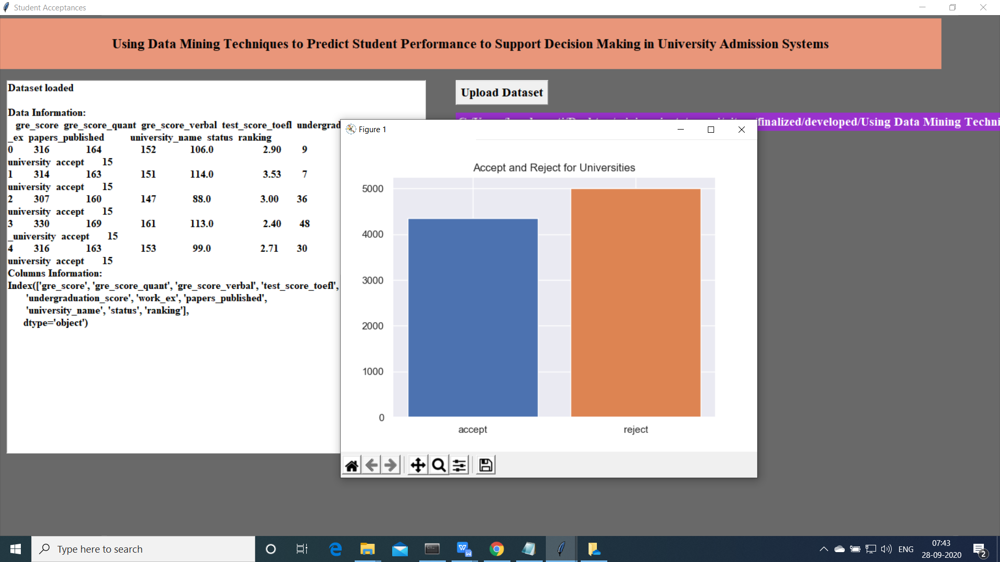 Student Acceptances
Using Data Mining Techniques to Predict Student Performance to Support Decision Making in University Admission Systems
Dataset loaded
Data Information:
gre_score gre_score_quant gre_score_verbal test_score_toefl undergrad
_ex papers_published university_name status ranking
0 316 164 152 106.0 2.90 9
university accept 15
1 314 163 151 114.0 3.53 7
university accept 15
2 307 160 147 88.0 3.00 36
university accept 15
3 330 169 161 113.0 2.40 48
_university accept 15
4 316 163 153 99.0 2.71 30
university accept 15
Columns Information:
Index(['gre_score', 'gre_score_quant', 'gre_score_verbal', 'test_score_toefl',
'undergraduation_score', 'work_ex', 'papers_published',
'university_name', 'status', 'ranking'],
dtype='object')
Upload Dataset
/finalized/developed/Using Data Mining Techni
Figure 1
Accept and Reject for Universities
5000
4000
3000
2000
1000
0
accept reject
Type here to search
ENG
07:43
28-09-2020
2